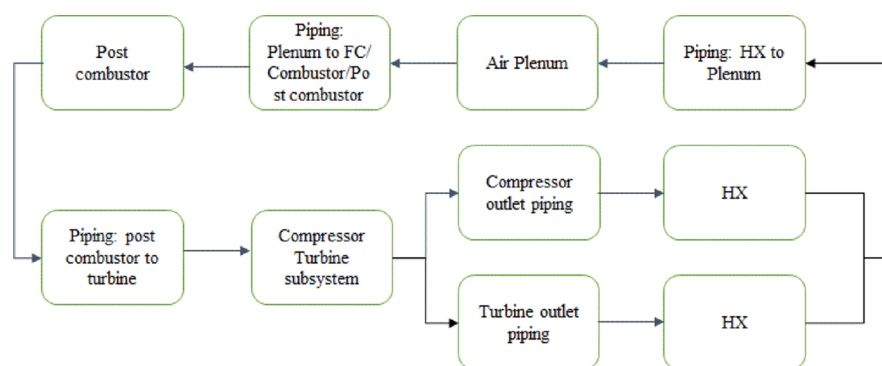 Post
combustor
Piping:
Plenum to FC/
Combustor/Po
st combustor
Air Plenum
Piping: HX to
Plenum
Piping: post
combustor to
turbine
Compressor
Turbine
subsystem
Compressor
outlet piping
HX
Turbine outlet
piping
HX